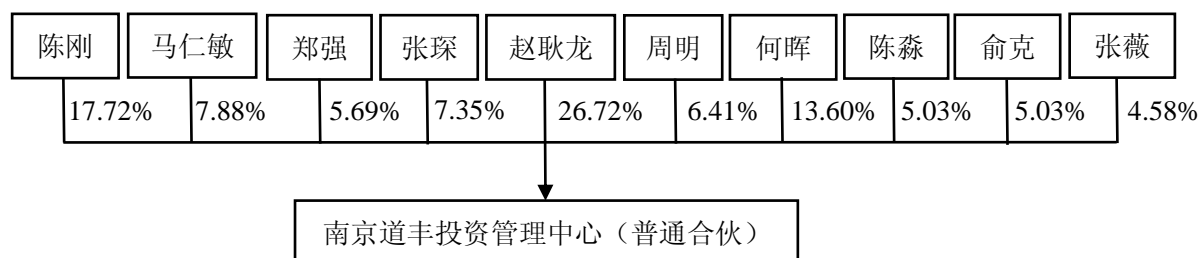 陈刚 马仁敏 郑强 张琛 赵耿龙 周明 何晖 陈淼 俞克 张薇
17.72% 7.88% 5.69% 7.35% 26.72% 6.41% 13.60% 5.03% 5.03% 4.58%
南京道丰投资管理中心（普通合伙）